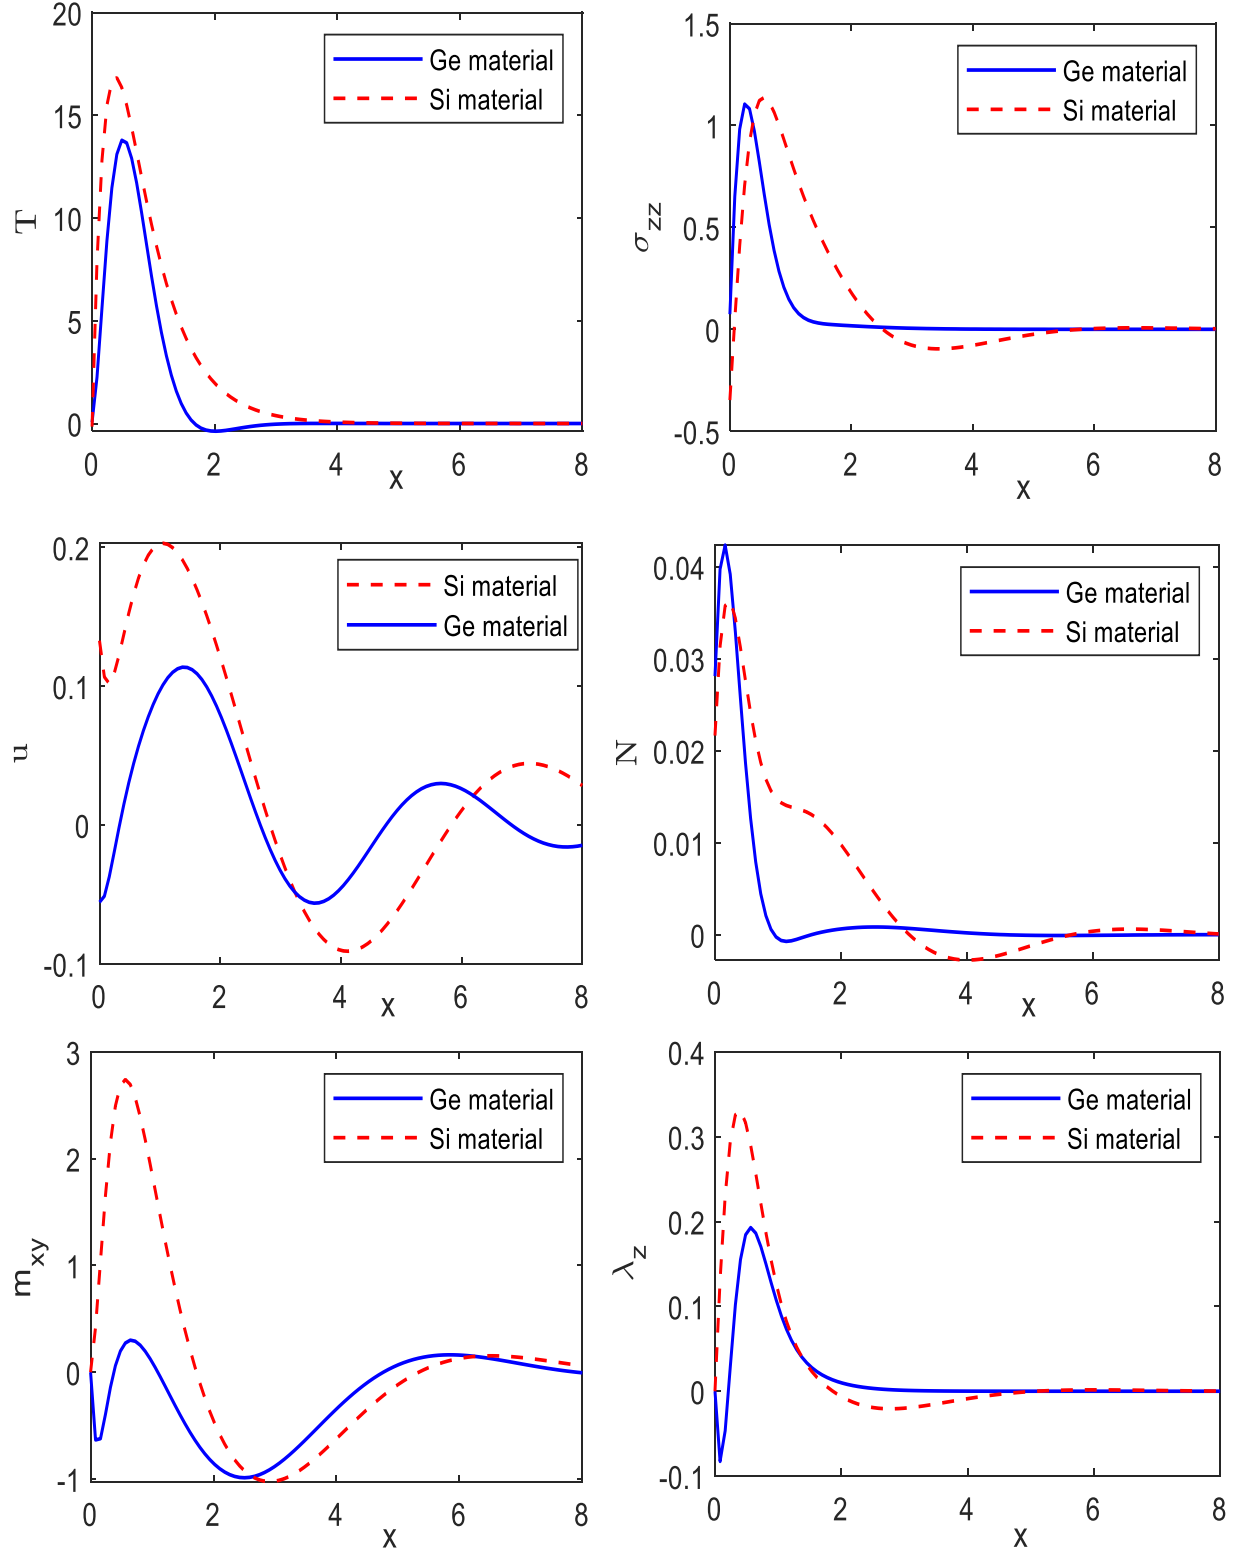 20
15
10
5
0
T
Ge material
Si material
0 2 4 6 8
x
1.5
1
0.5
0
-0.5
σzz
Ge material
Si material
0 2 4 6 8
x
0.2
0.1
0
-0.1
u
Si material
Ge material
0 2 4 6 8
x
0.04
0.03
0.02
0.01
0
N
Ge material
Si material
0 2 4 6 8
x
3
2
1
0
-1
mxy
Ge material
Si material
0 2 4 6 8
x
0.4
0.3
0.2
0.1
0
-0.1
λz
Ge material
Si material
0 2 4 6 8
x